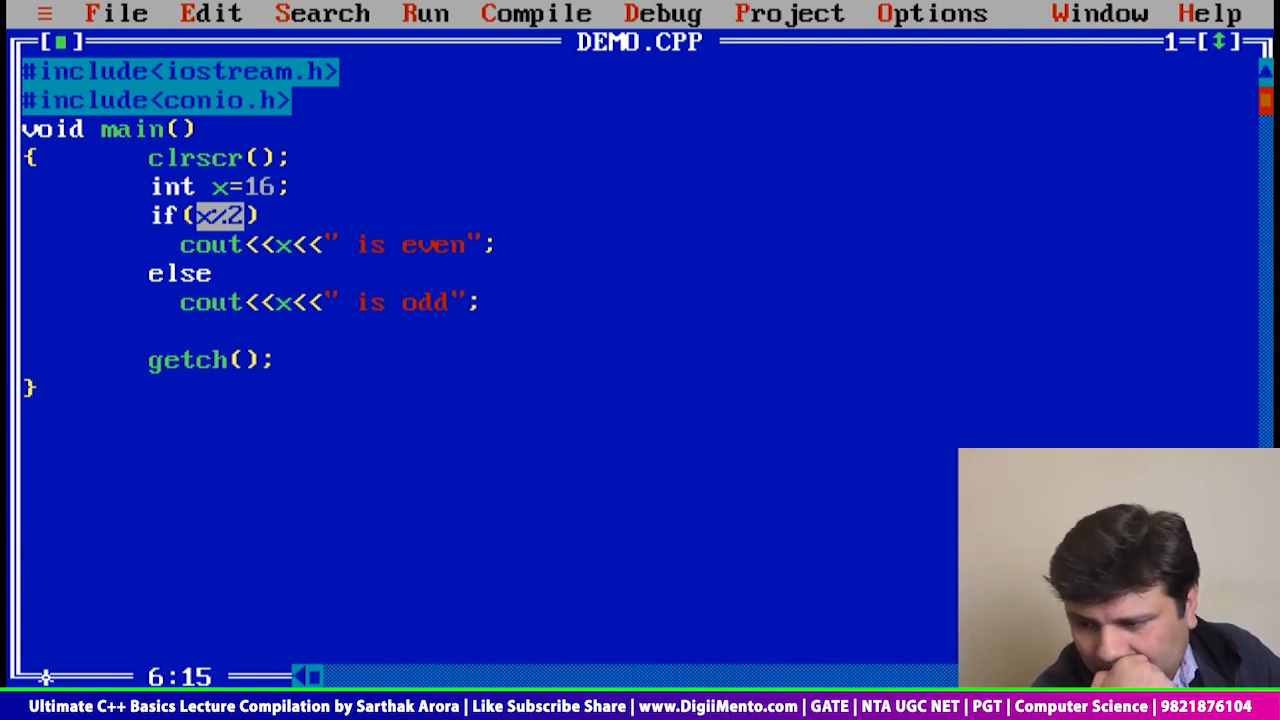 ≡ File Edit Search Run Compile Debug Project Options Window Help
[■] DEMO.CPP 1=[↕]
#include<iostream.h>
#include<conio.h>
void main()
{ clrscr();
int x=16;
if(x%2)
cout<<x<<" is even";
else
cout<<x<<" is odd";
getch();
}
6:15
Ultimate C++ Basics Lecture Compilation by Sarthak Arora | Like Subscribe Share | www.DigiiMento.com | GATE | NTA UGC NET | PGT | Computer Science | 9821876104